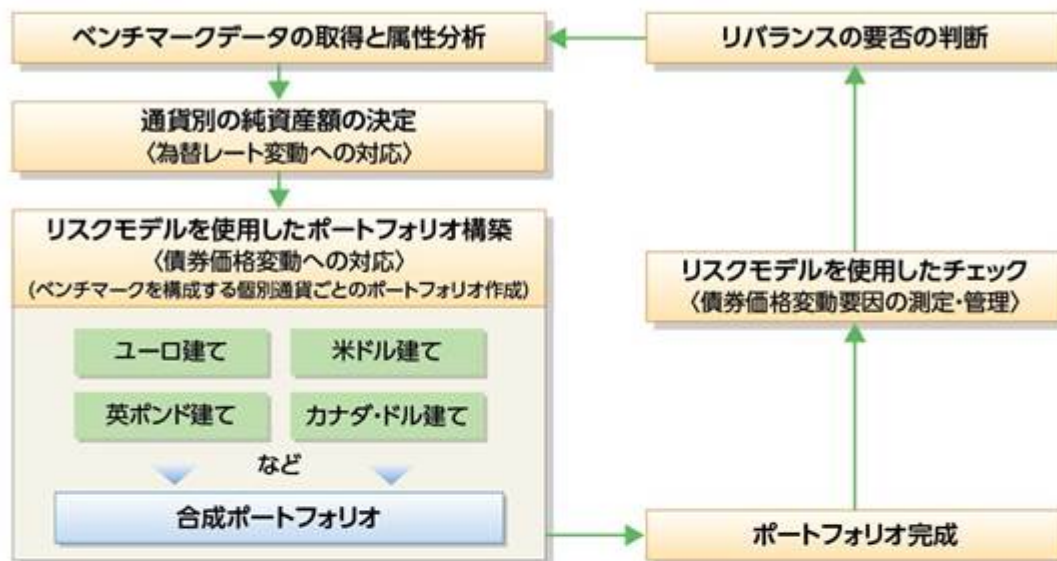 ベンチマークデータの取得と属性分析
通貨別の純資産額の決定
〈為替レート変動への対応〉
リスクモデルを使用したポートフォリオ構築
〈債券価格変動への対応〉
(ベンチマークを構成する個別通貨ごとのポートフォリオ作成)
ユーロ建て
米ドル建て
英ポンド建て
カナダ・ドル建て
など
合成ポートフォリオ
ポートフォリオ完成
リスクモデルを使用したチェック
〈債券価格変動要因の測定・管理〉
リバランスの要否の判断